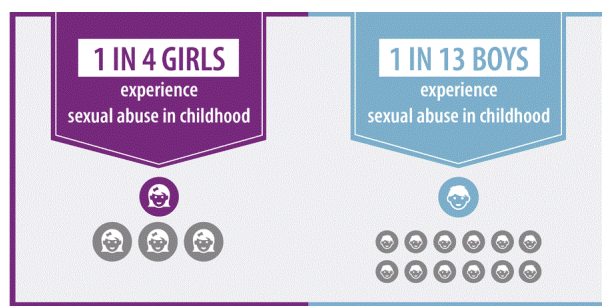 1 IN 4 GIRLS
experience
sexual abuse in childhood
1 IN 13 BOYS
experience
sexual abuse in childhood